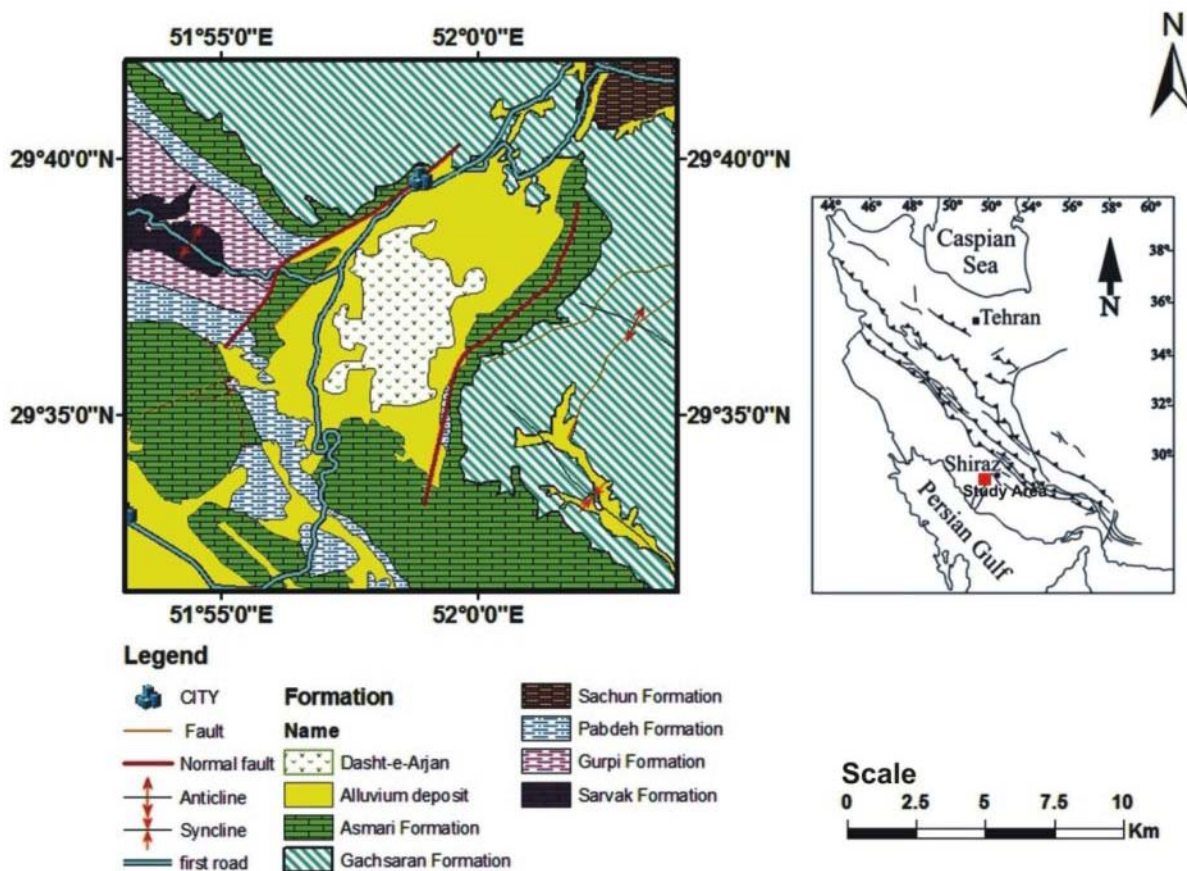 51°55'0"E
52°0'0"E
29°40'0"N
29°40'0"N
29°35'0"N
29°35'0"N
51°55'0"E
52°0'0"E
N
44°
46°
50°
50°
56°
58°
60°
38°
36°
34°
32°
30°
Caspian
Sea
N
Tehran
Shiraz
Study Area
Persian Gulf
Legend
CITY
Fault
Normal fault
Anticline
Syncline
first road
Formation
Name
Dasht-e-Arjan
Alluvium deposit
Asmari Formation
Gachsaran Formation
Sachun Formation
Pabdeh Formation
Gurpi Formation
Sarvak Formation
Scale
0 2.5 5 7.5 10
Km